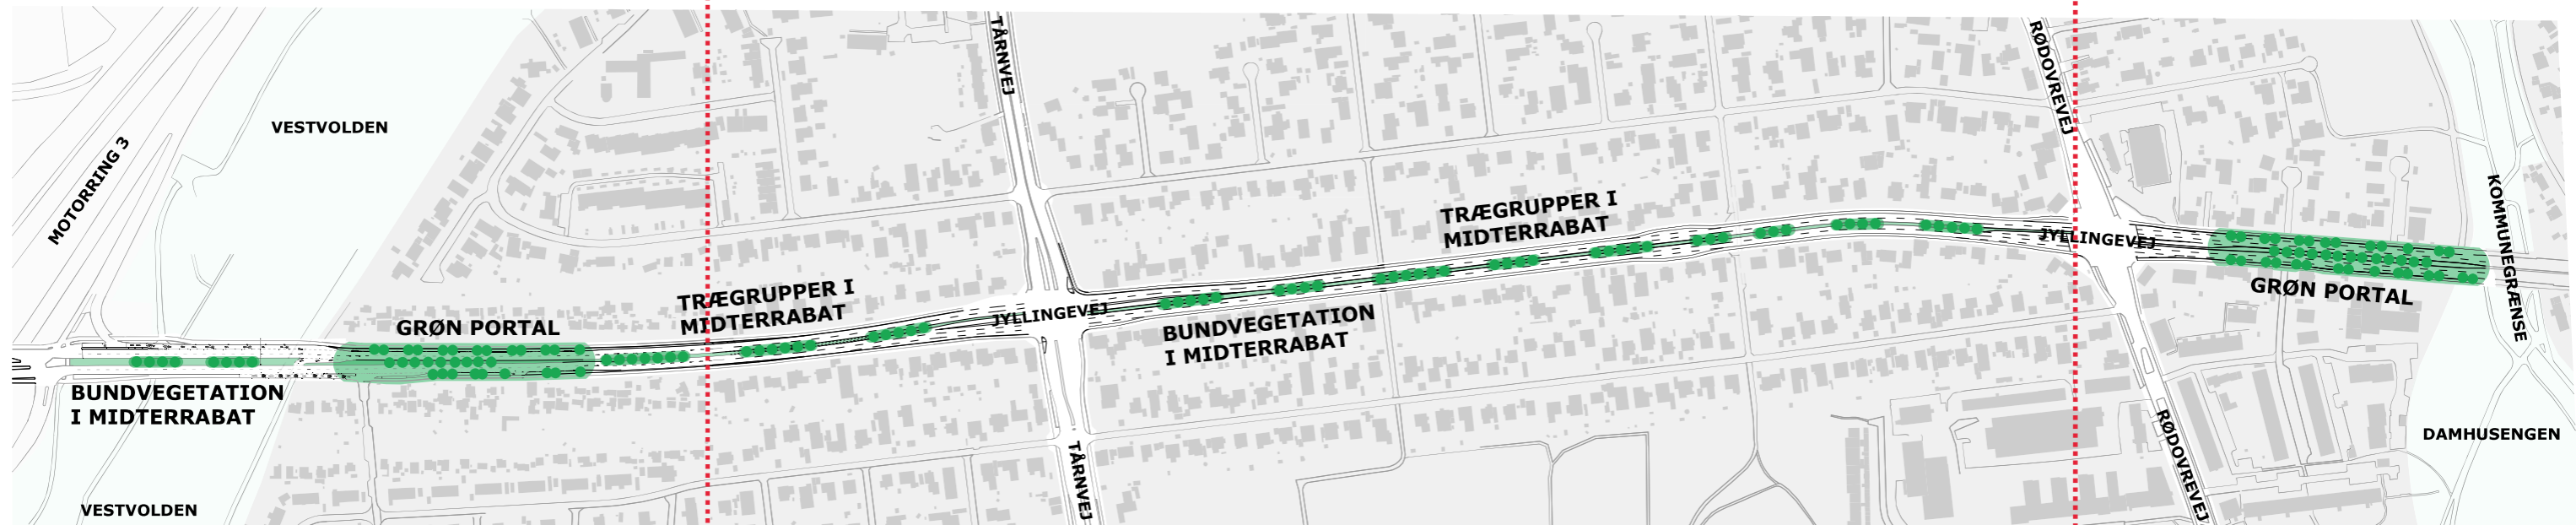 MOTORRING 3
VESTVOLDEN
BUNDVEGETATION
I MIDTERRABAT
VESTVOLDEN
GRØN PORTAL
TRÆGRUPPER I
MIDTERRABAT
TÅRNVEJ
JYLLINGEVEJ
TÅRNVEJ
BUNDVEGETATION
I MIDTERRABAT
TRÆGRUPPER I
MIDTERRABAT
RØDOVREVEJ
JYLLINGEVEJ
RØDOVREVEJ
GRØN PORTAL
KOMMUNEGRÆNSE
DAMHUSENGEN